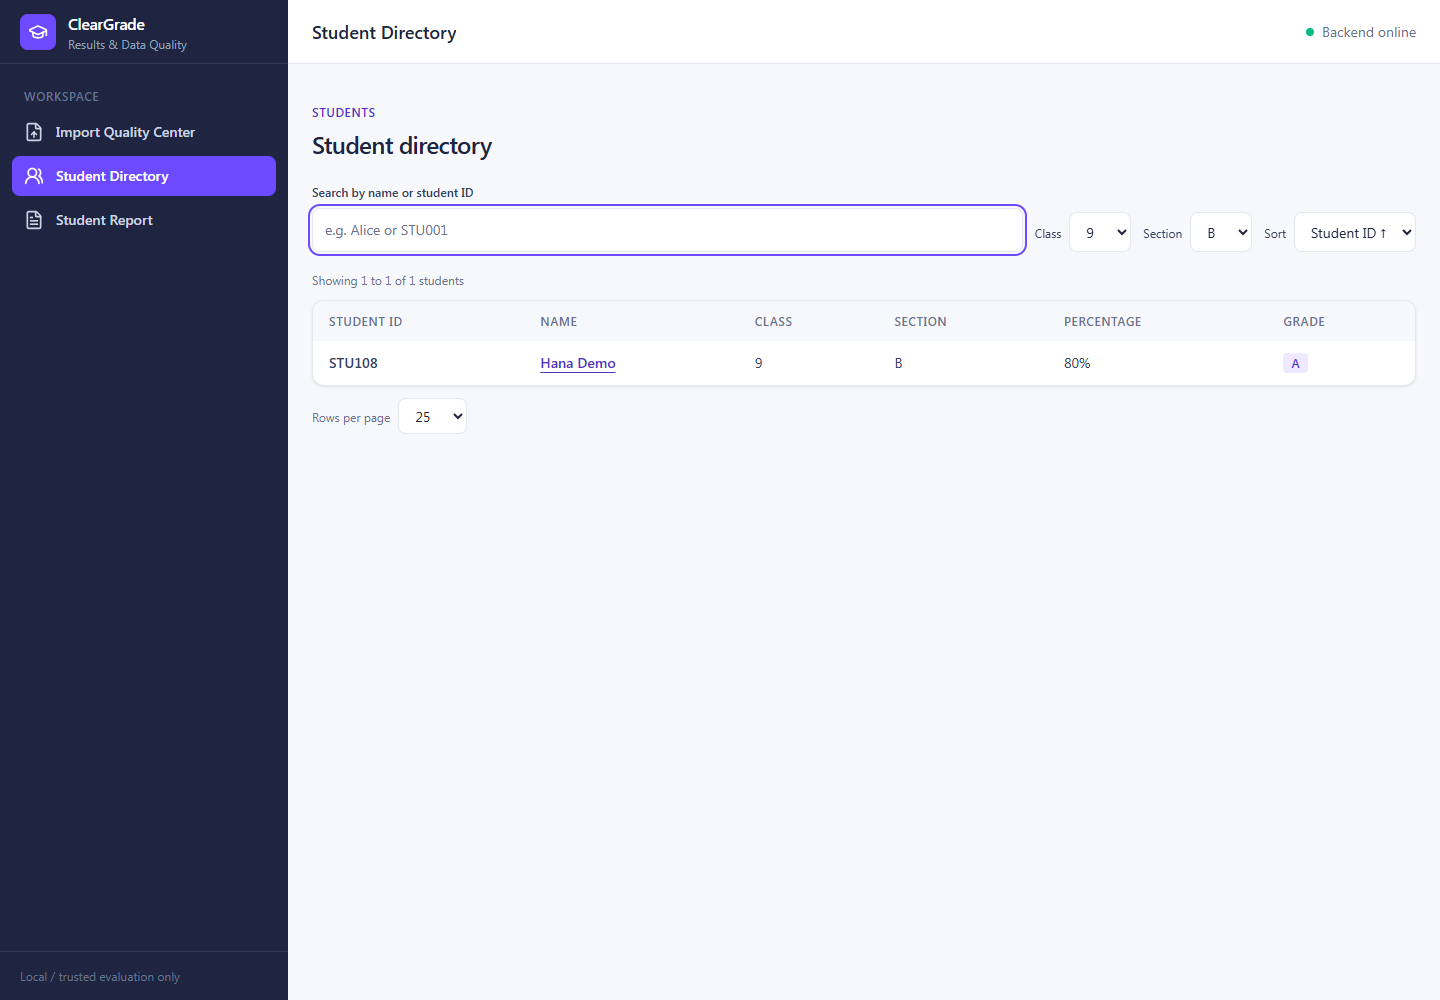 ClearGrade
Results & Data Quality
WORKSPACE
Import Quality Center
Student Directory
Student Report
Local / trusted evaluation only
Student Directory
Backend online
STUDENTS
Student directory
Search by name or student ID
e.g. Alice or STU001
Class 9 Section B Sort Student ID ↑
Showing 1 to 1 of 1 students
STUDENT ID NAME CLASS SECTION PERCENTAGE GRADE
STU108 Hana Demo 9 B 80% A
Rows per page 25